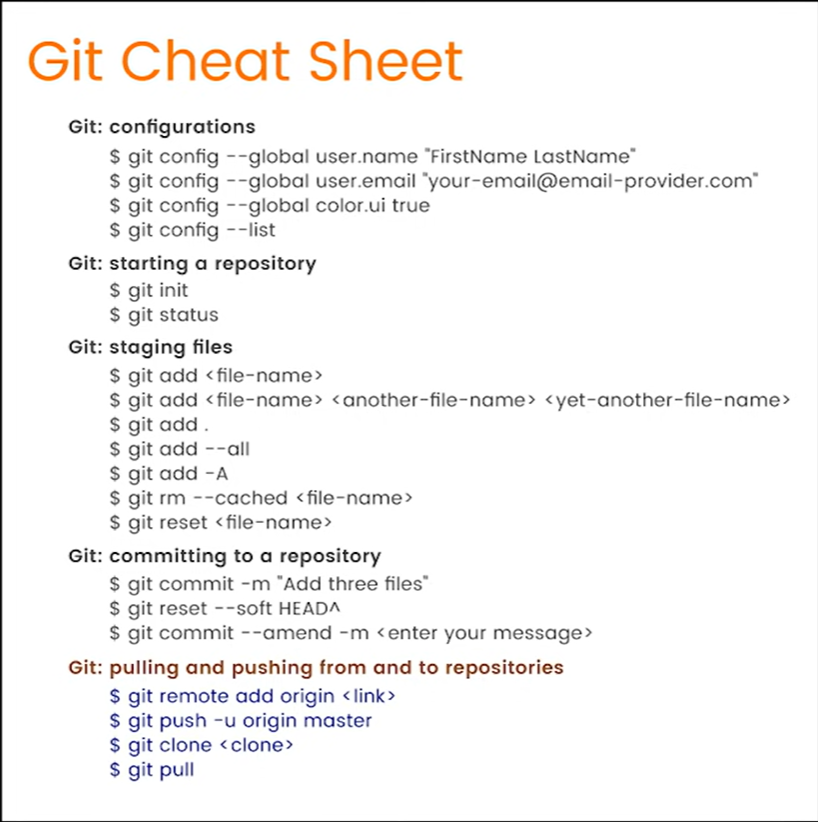 Git Cheat Sheet
Git: configurations
$ git config --global user.name "FirstName LastName"
$ git config --global user.email "your-email@email-provider.com"
$ git config --global color.ui true
$ git config --list
Git: starting a repository
$ git init
$ git status
Git: staging files
$ git add <file-name>
$ git add <file-name> <another-file-name> <yet-another-file-name>
$ git add .
$ git add --all
$ git add -A
$ git rm --cached <file-name>
$ git reset <file-name>
Git: committing to a repository
$ git commit -m "Add three files"
$ git reset --soft HEAD^
$ git commit --amend -m <enter your message>
Git: pulling and pushing from and to repositories
$ git remote add origin <link>
$ git push -u origin master
$ git clone <clone>
$ git pull